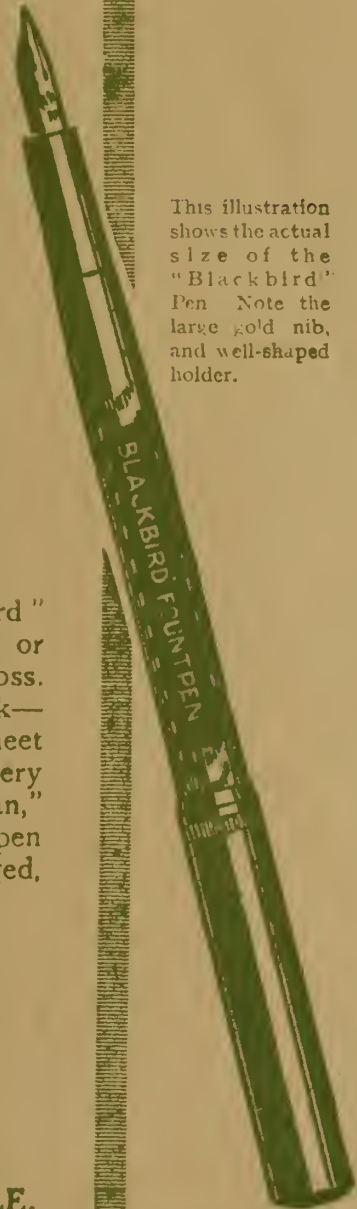 This illustration
shows the actual
size of the
"Blackbird"
Pen Note the
large gold nib,
and well-shaped
holder.
BLACKBIRD FOUNTPEN
rd"
or
oss.
k—
eet
ery
an,"
pen
ed,
E.